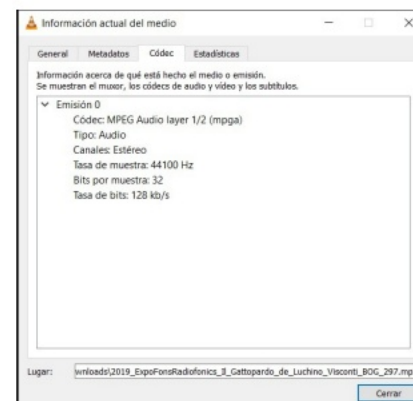 Información actual del medio
General Metadatos Códec Estadísticas
Información acerca de qué está hecho el medio o emisión.
Se muestran el muxor, los códecs de audio y vídeo y los subtítulos.
Emisión 0
Códec: MPEG Audio layer 1/2 (mpga)
Tipo: Audio
Canales: Estéreo
Tasa de muestra: 44100 Hz
Bits por muestra: 32
Tasa de bits: 128 kb/s
Lugar: wnloads\2019_ExpoFonsRadiofonics_Il_Gattopardo_de_Luchino_Visconti_BOG_297.mp
Cerrar